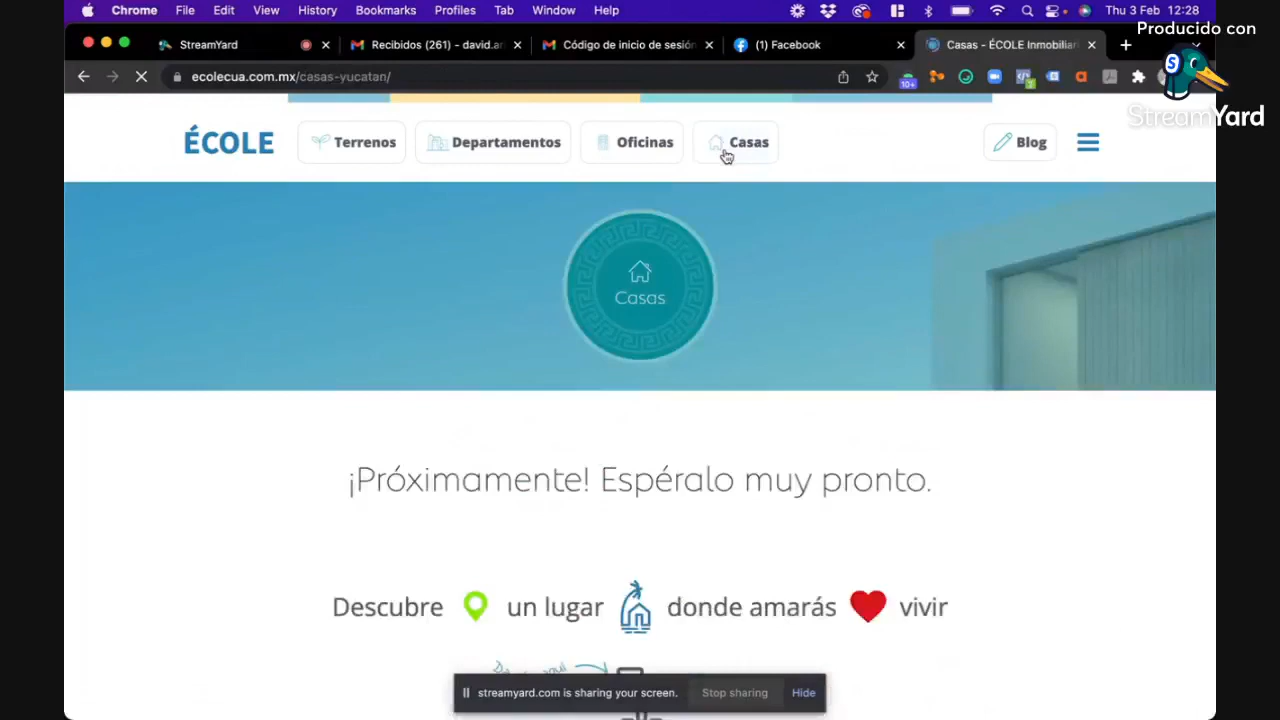 Chrome File Edit View History Bookmarks Profiles Tab Window Help Thu 3 Feb 12:28
Producido con
StreamYard
StreamYard
Recibidos (261) - david.ar
Código de inicio de sesión
(1) Facebook
Casas - ÉCOLE Inmobiliar
ecolecua.com.mx/casas-yucatan/
10+
ÉCOLE
Terrenos
Departamentos
Oficinas
Casas
Blog
Casas
¡Próximamente! Espéralo muy pronto.
Descubre un lugar donde amarás vivir
streamyard.com is sharing your screen. Stop sharing Hide